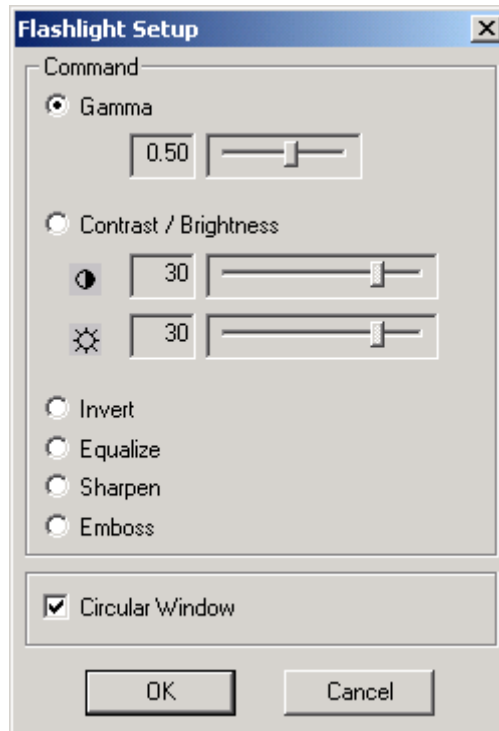 Flashlight Setup
Command
Gamma
0.50
Contrast / Brightness
30
30
Invert
Equalize
Sharpen
Emboss
Circular Window
OK Cancel